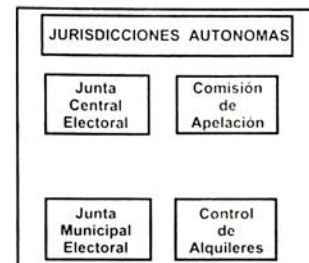 JURISDICCIONES AUTONOMAS
Junta
Central
Electoral
Comisión
de
Apelación
Junta
Municipal
Electoral
Control
de
Alquileres